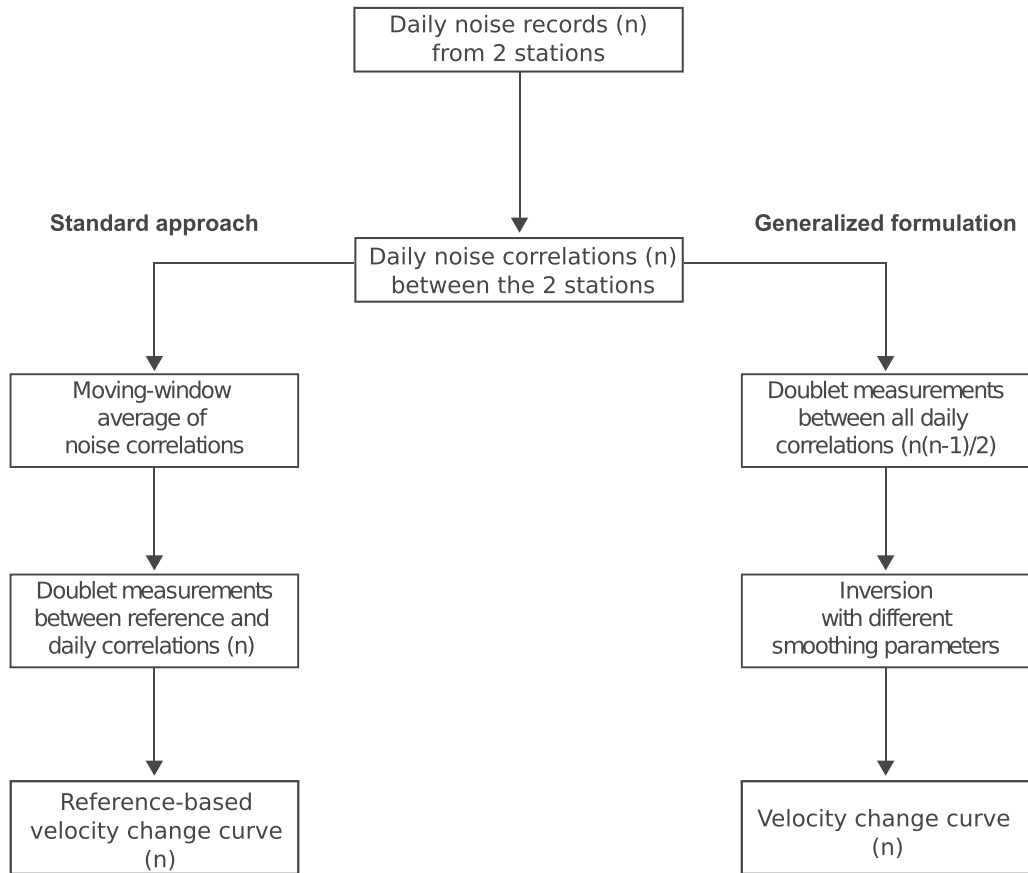 Daily noise records (n)
from 2 stations
Standard approach
Generalized formulation
Daily noise correlations (n)
between the 2 stations
Moving-window
average of
noise correlations
Doublet measurements
between all daily
correlations (n(n-1)/2)
Doublet measurements
between reference and
daily correlations (n)
Inversion
with different
smoothing parameters
Reference-based
velocity change curve
(n)
Velocity change curve
(n)